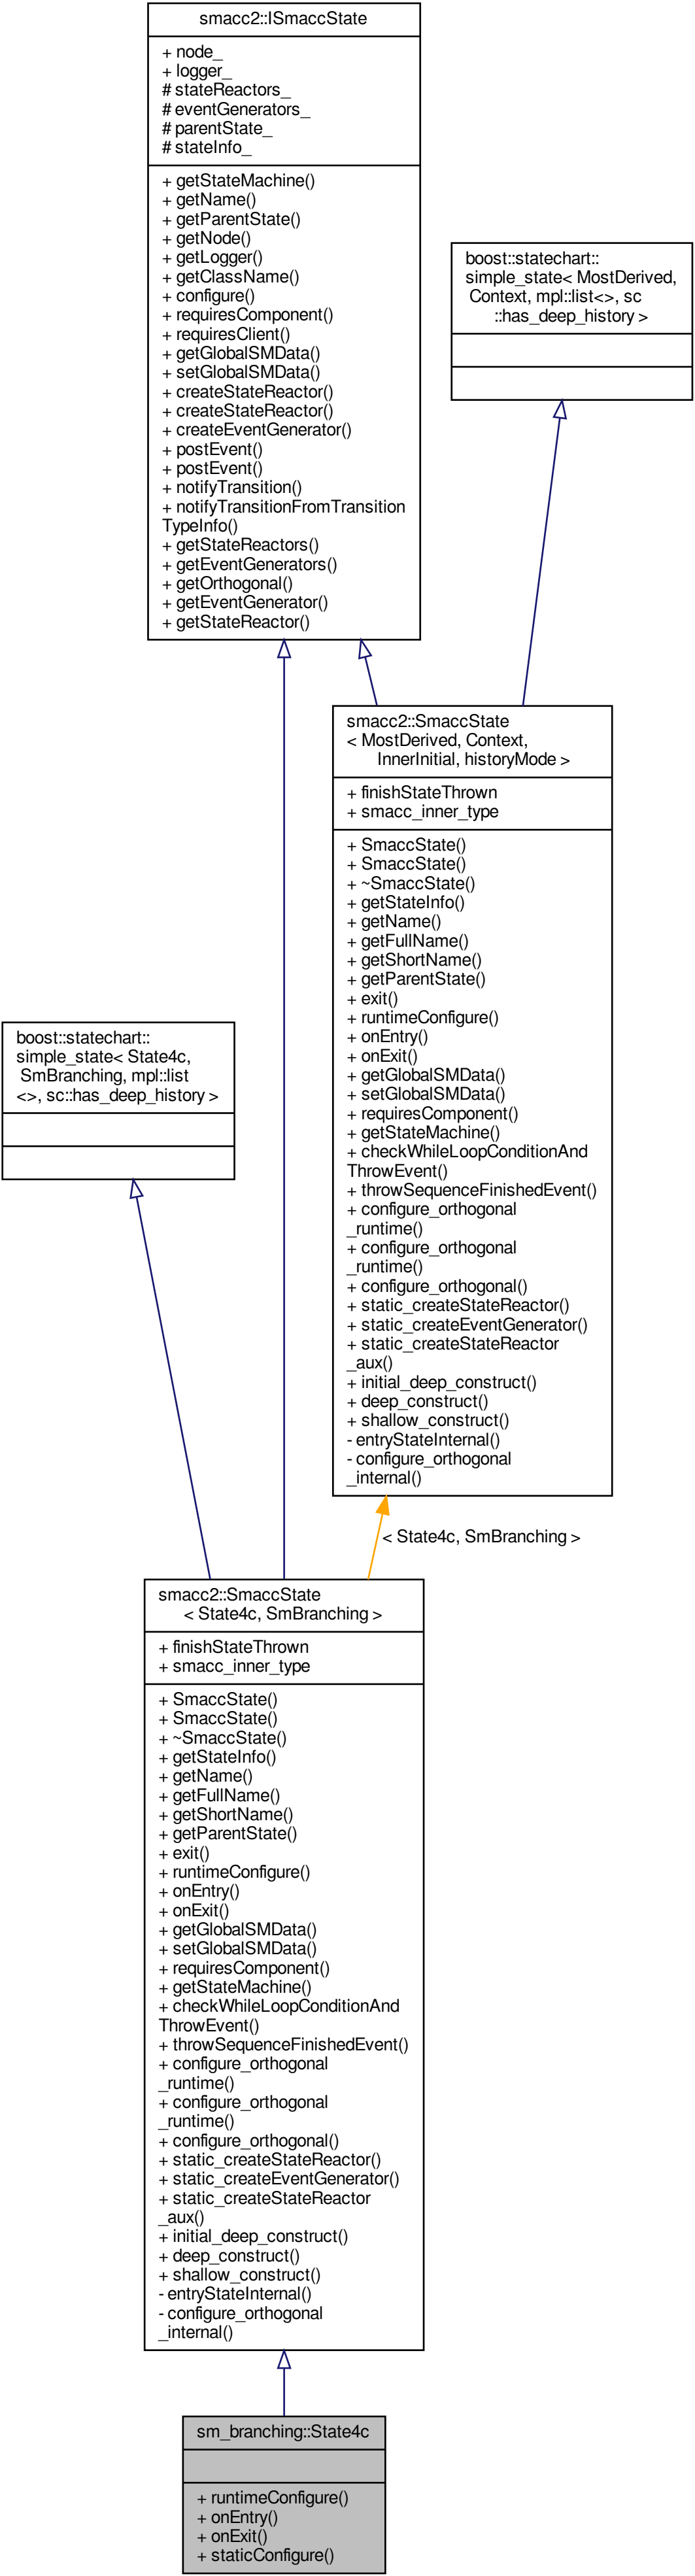 smacc2::ISmaccState
+ node_
+ logger_
# stateReactors_
# eventGenerators_
# parentState_
# stateInfo_
+ getStateMachine()
+ getName()
+ getParentState()
+ getNode()
+ getLogger()
+ getClassName()
+ configure()
+ requiresComponent()
+ requiresClient()
+ getGlobalSMData()
+ setGlobalSMData()
+ createStateReactor()
+ createStateReactor()
+ createEventGenerator()
+ postEvent()
+ postEvent()
+ notifyTransition()
+ notifyTransitionFromTransition
TypeInfo()
+ getStateReactors()
+ getEventGenerators()
+ getOrthogonal()
+ getEventGenerator()
+ getStateReactor()
boost::statechart::
simple_state< MostDerived,
Context, mpl::list<>, sc
::has_deep_history >
smacc2::SmaccState
< MostDerived, Context,
InnerInitial, historyMode >
+ finishStateThrown
+ smacc_inner_type
+ SmaccState()
+ SmaccState()
+ ~SmaccState()
+ getStateInfo()
+ getName()
+ getFullName()
+ getShortName()
+ getParentState()
+ exit()
+ runtimeConfigure()
+ onEntry()
+ onExit()
+ getGlobalSMData()
+ setGlobalSMData()
+ requiresComponent()
+ getStateMachine()
+ checkWhileLoopConditionAnd
ThrowEvent()
+ throwSequenceFinishedEvent()
+ configure_orthogonal
_runtime()
+ configure_orthogonal
_runtime()
+ configure_orthogonal()
+ static_createStateReactor()
+ static_createEventGenerator()
+ static_createStateReactor
_aux()
+ initial_deep_construct()
+ deep_construct()
+ shallow_construct()
- entryStateInternal()
- configure_orthogonal
_internal()
boost::statechart::
simple_state< State4c,
SmBranching, mpl::list
<>, sc::has_deep_history >
< State4c, SmBranching >
smacc2::SmaccState
< State4c, SmBranching >
+ finishStateThrown
+ smacc_inner_type
+ SmaccState()
+ SmaccState()
+ ~SmaccState()
+ getStateInfo()
+ getName()
+ getFullName()
+ getShortName()
+ getParentState()
+ exit()
+ runtimeConfigure()
+ onEntry()
+ onExit()
+ getGlobalSMData()
+ setGlobalSMData()
+ requiresComponent()
+ getStateMachine()
+ checkWhileLoopConditionAnd
ThrowEvent()
+ throwSequenceFinishedEvent()
+ configure_orthogonal
_runtime()
+ configure_orthogonal
_runtime()
+ configure_orthogonal()
+ static_createStateReactor()
+ static_createEventGenerator()
+ static_createStateReactor
_aux()
+ initial_deep_construct()
+ deep_construct()
+ shallow_construct()
- entryStateInternal()
- configure_orthogonal
_internal()
sm_branching::State4c
+ runtimeConfigure()
+ onEntry()
+ onExit()
+ staticConfigure()